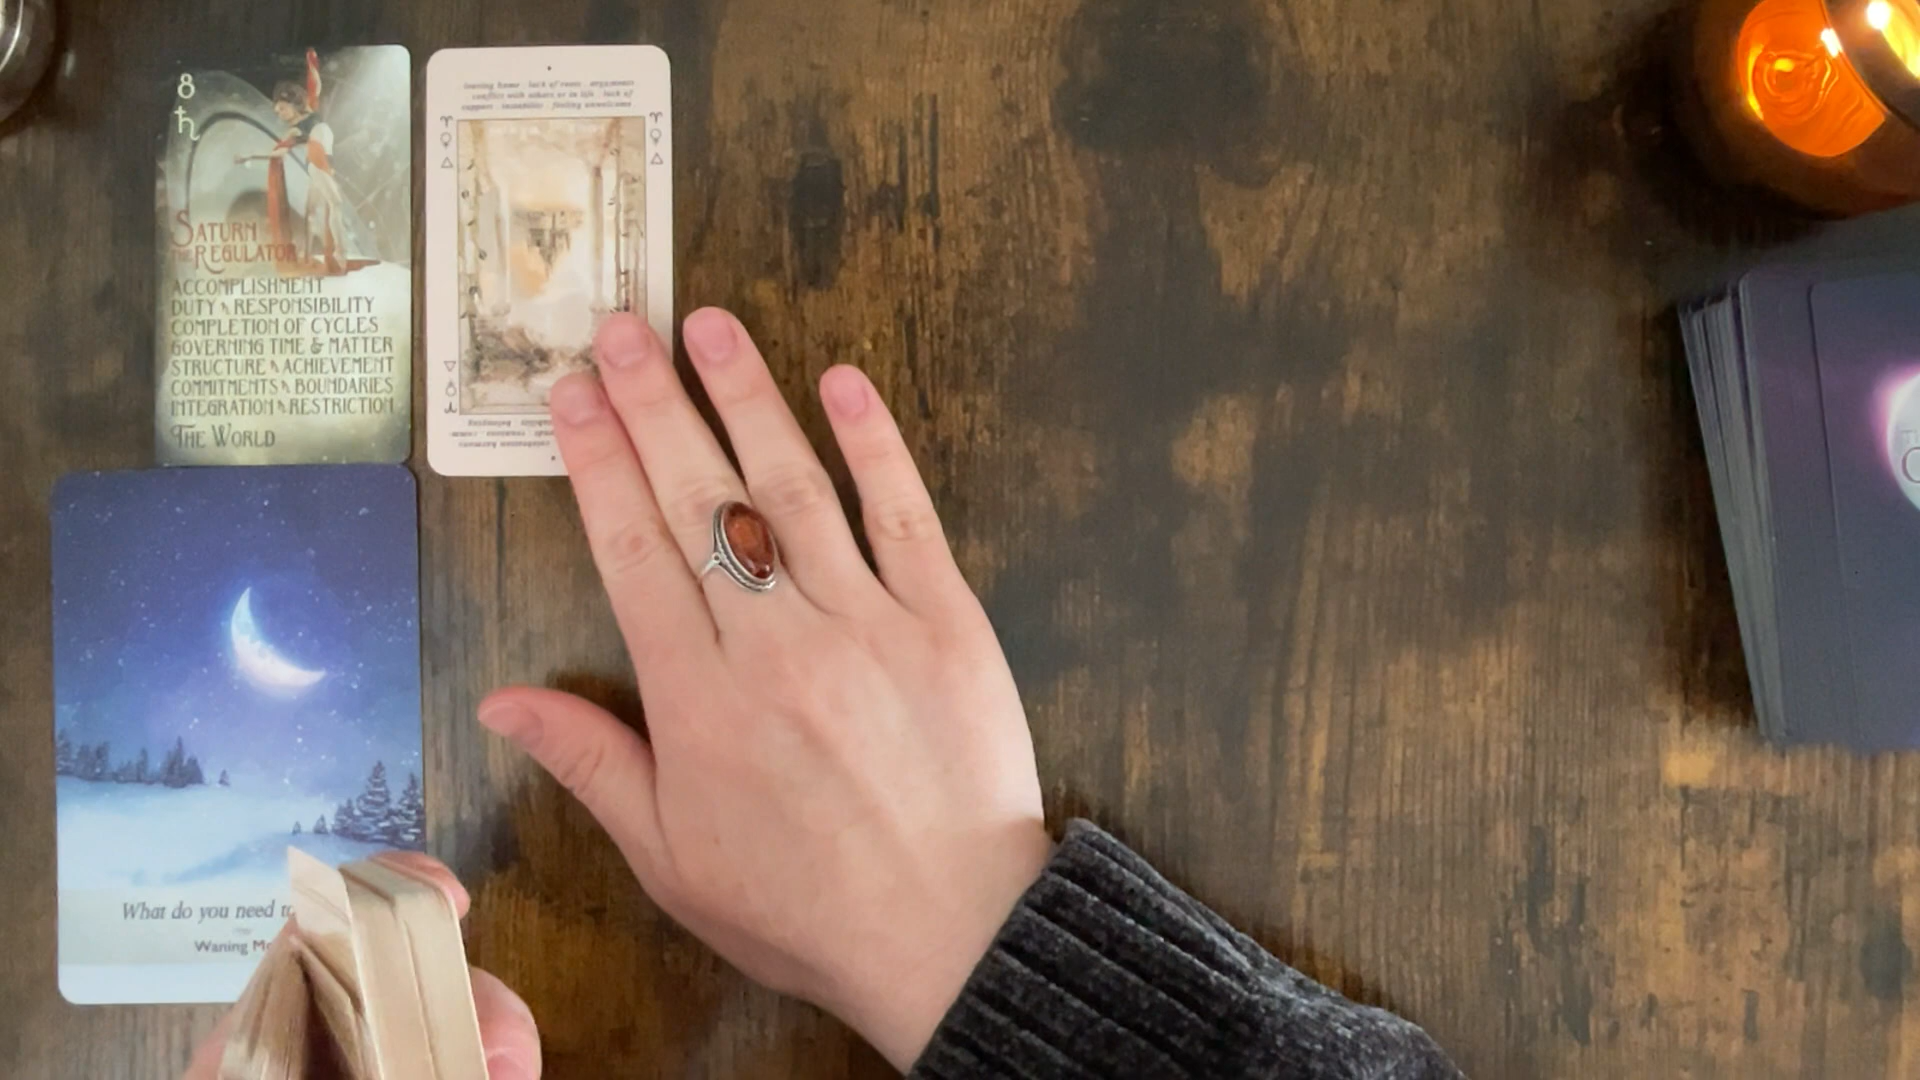 8
SATURN
THE REGULATOR
ACCOMPLISHMENT
DUTY & RESPONSIBILITY
COMPLETION OF CYCLES
GOVERNING TIME & MATTER
STRUCTURE & ACHIEVEMENT
COMMITMENTS & BOUNDARIES
INTEGRATION & RESTRICTION
THE WORLD
leaving home · lack of roots · arguments
conflict with others or in life · lack of
support · instability · feeling unwelcome
What do you need to
Waning Mo